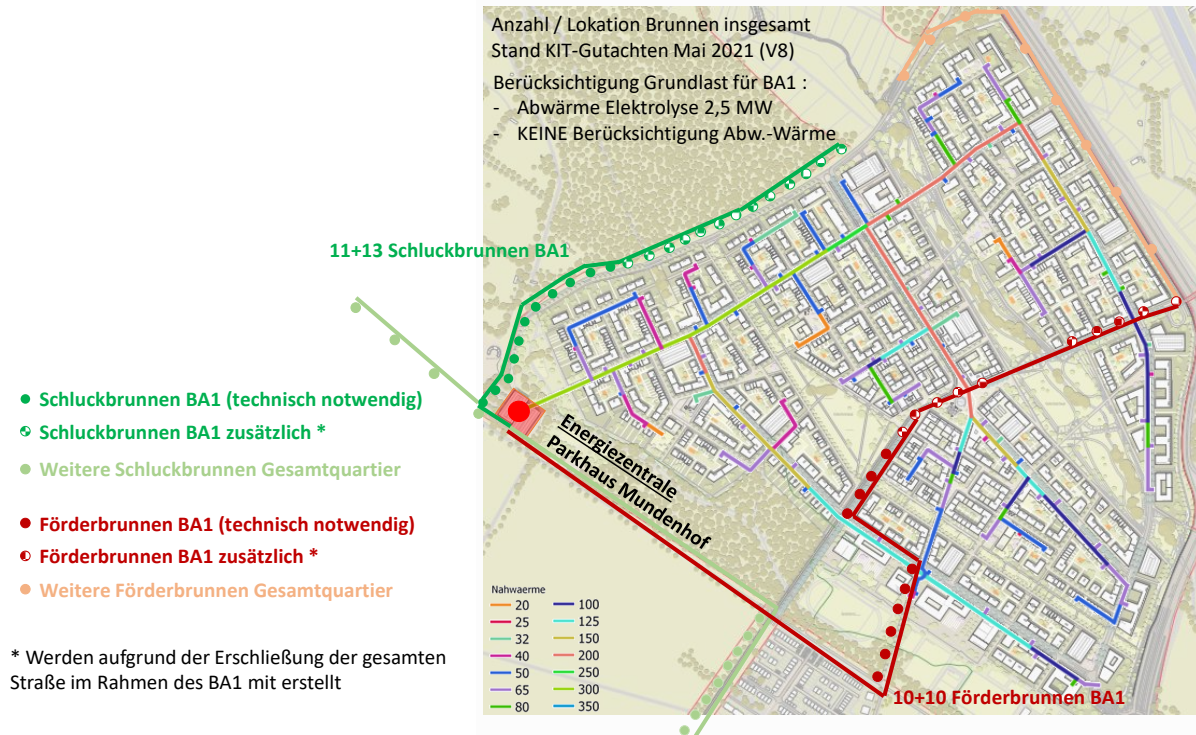 Anzahl / Lokation Brunnen insgesamt
Stand KIT-Gutachten Mai 2021 (V8)
Berücksichtigung Grundlast für BA1 :
- Abwärme Elektrolyse 2,5 MW
- KEINE Berücksichtigung Abw.-Wärme
11+13 Schluckbrunnen BA1
Schluckbrunnen BA1 (technisch notwendig)
Schluckbrunnen BA1 zusätzlich *
Weitere Schluckbrunnen Gesamtquartier
Förderbrunnen BA1 (technisch notwendig)
Förderbrunnen BA1 zusätzlich *
Weitere Förderbrunnen Gesamtquartier
* Werden aufgrund der Erschließung der gesamten
Straße im Rahmen des BA1 mit erstellt
Energiezentrale
Parkhaus Mundenhof
Nahwaerme
20 100
25 125
32 150
40 200
50 250
65 300
80 350
10+10 Förderbrunnen BA1